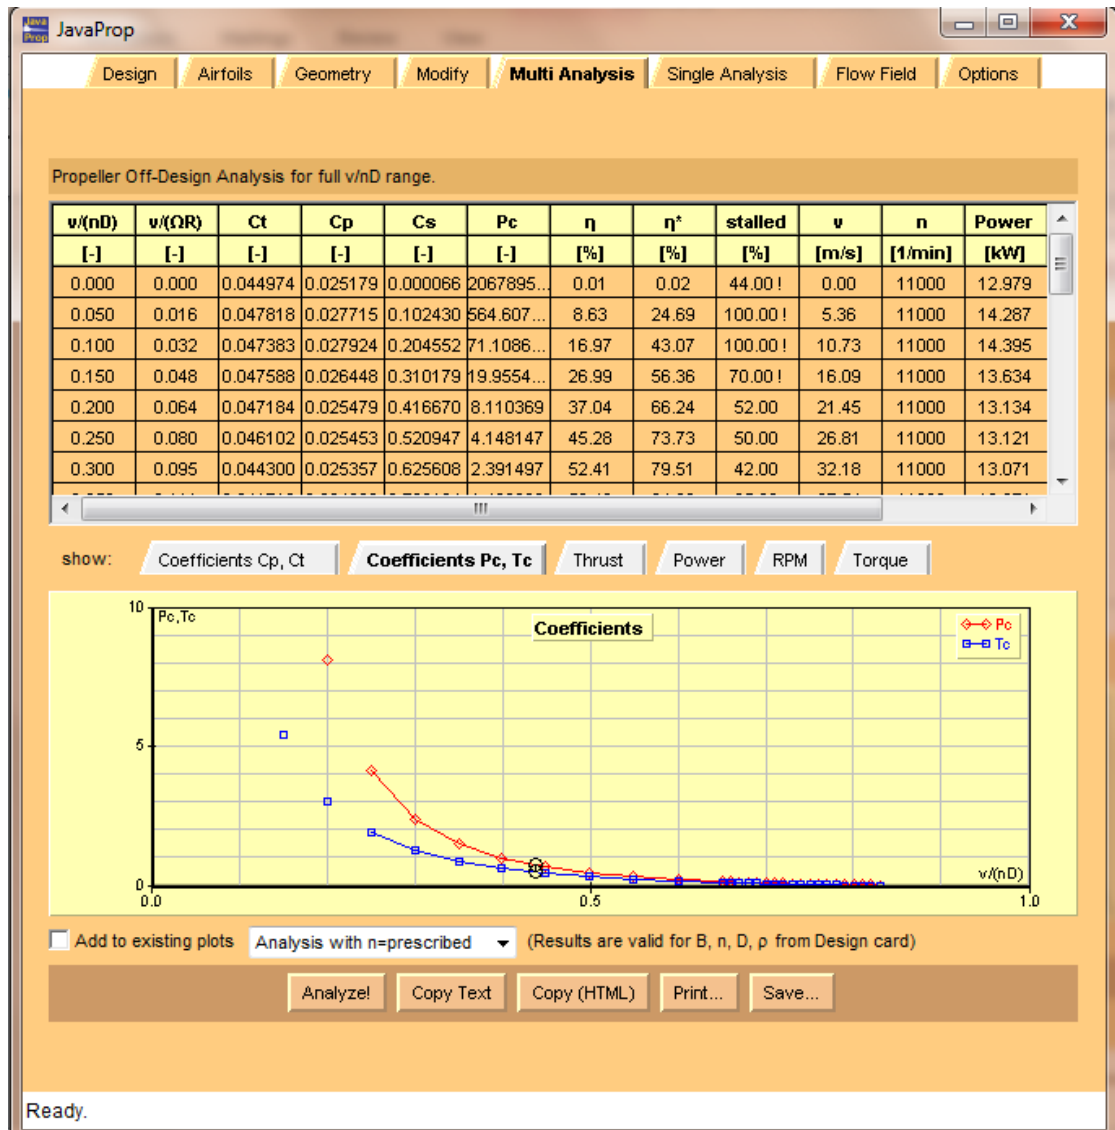 Java
Prop
JavaProp
Design Airfoils Geometry Modify Multi Analysis Single Analysis Flow Field Options
Propeller Off-Design Analysis for full v/nD range.
v/(nD) v/(ΩR) Ct Cp Cs Pc η η* stalled v n Power
[-] [-] [-] [-] [-] [-] [%] [%] [%] [m/s] [1/min] [kW]
0.000 0.000 0.044974 0.025179 0.000066 2067895... 0.01 0.02 44.00 ! 0.00 11000 12.979
0.050 0.016 0.047818 0.027715 0.102430 564.607... 8.63 24.69 100.00 ! 5.36 11000 14.287
0.100 0.032 0.047383 0.027924 0.204552 71.1086... 16.97 43.07 100.00 ! 10.73 11000 14.395
0.150 0.048 0.047588 0.026448 0.310179 19.9554... 26.99 56.36 70.00 ! 16.09 11000 13.634
0.200 0.064 0.047184 0.025479 0.416670 8.110369 37.04 66.24 52.00 21.45 11000 13.134
0.250 0.080 0.046102 0.025453 0.520947 4.148147 45.28 73.73 50.00 26.81 11000 13.121
0.300 0.095 0.044300 0.025357 0.625608 2.391497 52.41 79.51 42.00 32.18 11000 13.071
show: Coefficients Cp, Ct Coefficients Pc, Tc Thrust Power RPM Torque
10 Pc,Tc
Coefficients
Pc
Tc
5
0
v/(nD)
0.0 0.5 1.0
Add to existing plots Analysis with n=prescribed (Results are valid for B, n, D, ρ from Design card)
Analyze! Copy Text Copy (HTML) Print... Save...
Ready.